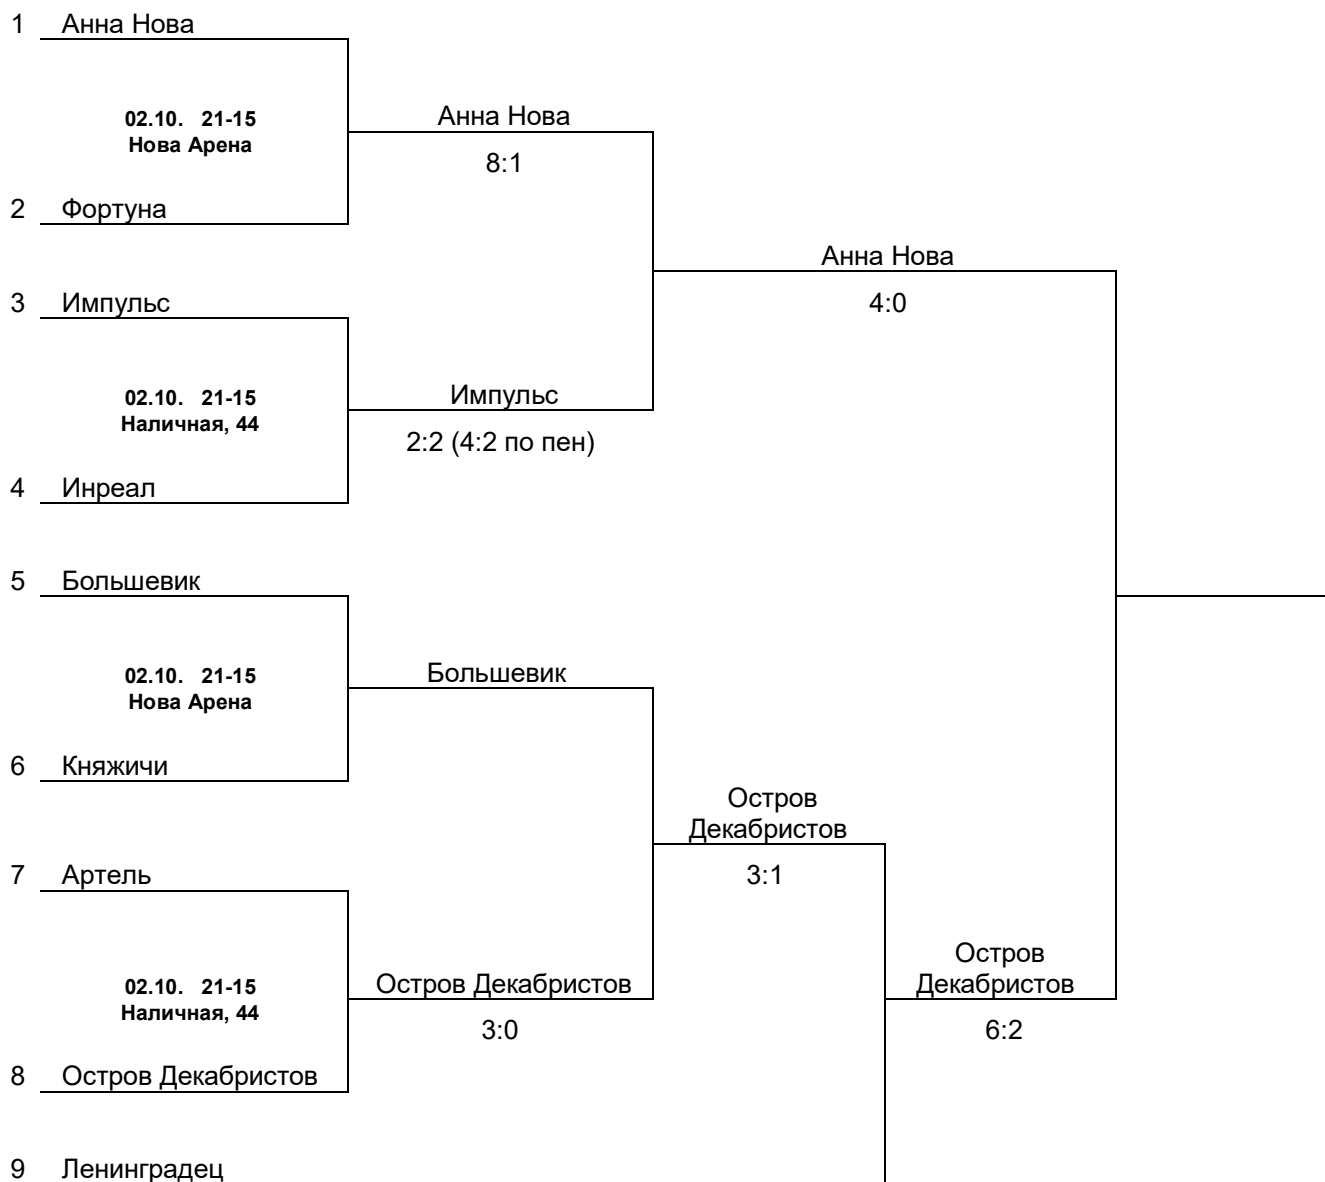 1 Анна Нова
02.10. 21-15
Нова Арена
Анна Нова
8:1
2 Фортуна
Анна Нова
4:0
3 Импульс
02.10. 21-15
Наличная, 44
Импульс
2:2 (4:2 по пен)
4 Инреал
5 Большевик
02.10. 21-15
Нова Арена
Большевик
6 Княжичи
Остров
Декабристов
3:1
7 Артель
02.10. 21-15
Наличная, 44
Остров Декабристов
3:0
Остров
Декабристов
6:2
8 Остров Декабристов
9 Ленинградец